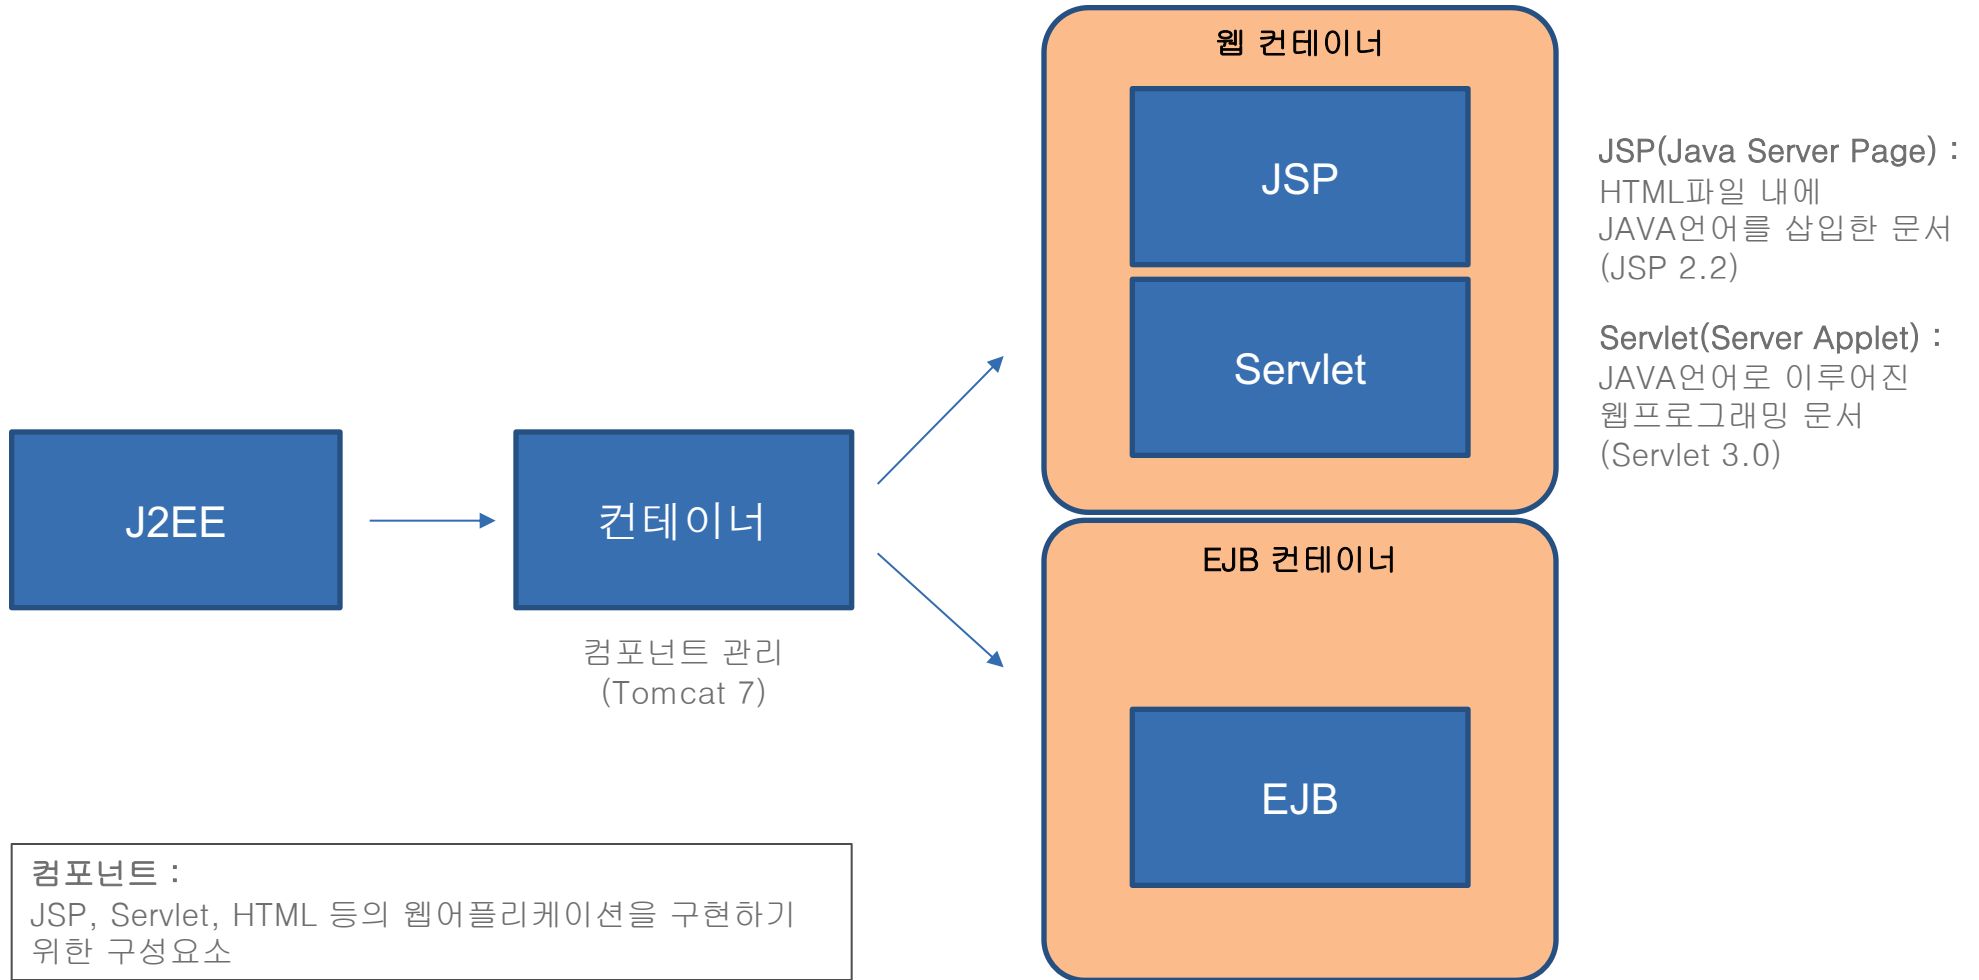 웹 컨테이너
JSP
Servlet
JSP(Java Server Page) :
HTML파일 내에
JAVA언어를 삽입한 문서
(JSP 2.2)
Servlet(Server Applet) :
JAVA언어로 이루어진
웹프로그래밍 문서
(Servlet 3.0)
J2EE
컨테이너
컴포넌트 관리
(Tomcat 7)
EJB 컨테이너
EJB
컴포넌트 :
JSP, Servlet, HTML 등의 웹어플리케이션을 구현하기
위한 구성요소